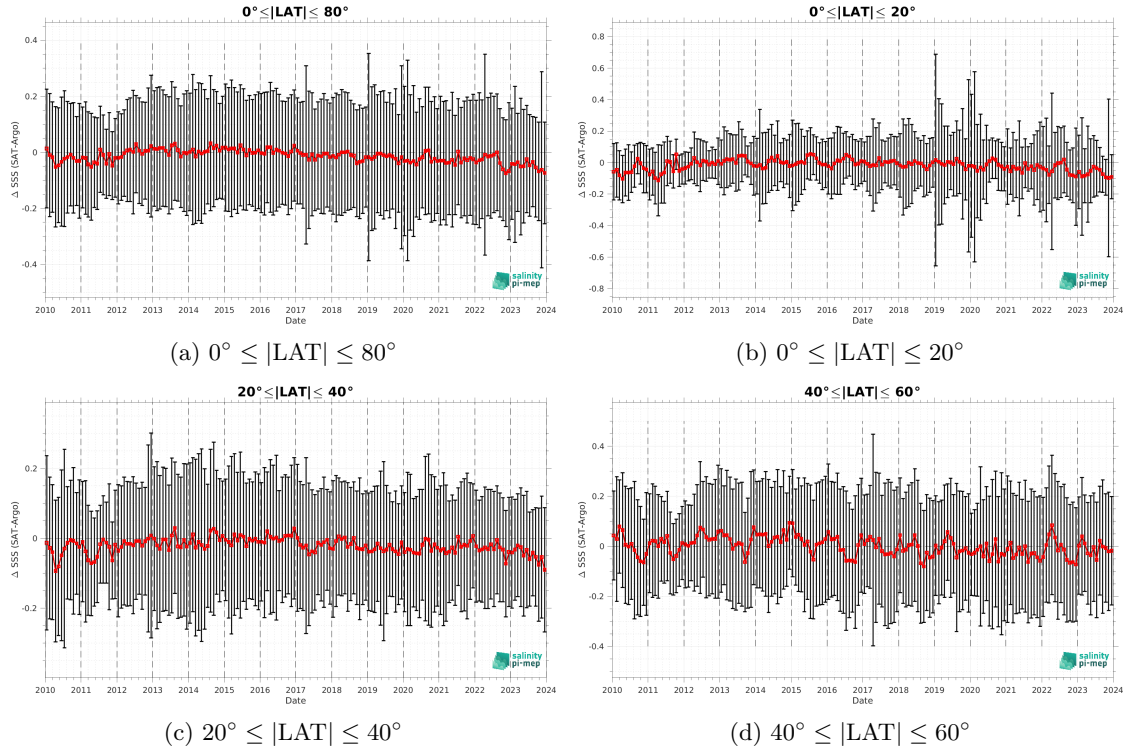 0°≤|LAT|≤ 80°
Δ SSS (SAT-Argo)
0.4
0.2
0
-0.2
-0.4
2010 2011 2012 2013 2014 2015 2016 2017 2018 2019 2020 2021 2022 2023 2024
Date
salinity
pi-mep
(a) 0° ≤ |LAT| ≤ 80°
0°≤|LAT|≤ 20°
Δ SSS (SAT-Argo)
0.8
0.6
0.4
0.2
0
-0.2
-0.4
-0.6
-0.8
2010 2011 2012 2013 2014 2015 2016 2017 2018 2019 2020 2021 2022 2023 2024
Date
salinity
pi-mep
(b) 0° ≤ |LAT| ≤ 20°
20°≤|LAT|≤ 40°
Δ SSS (SAT-Argo)
0.2
0
-0.2
2010 2011 2012 2013 2014 2015 2016 2017 2018 2019 2020 2021 2022 2023 2024
Date
salinity
pi-mep
(c) 20° ≤ |LAT| ≤ 40°
40°≤|LAT|≤ 60°
Δ SSS (SAT-Argo)
0.4
0.2
0
-0.2
-0.4
2010 2011 2012 2013 2014 2015 2016 2017 2018 2019 2020 2021 2022 2023 2024
Date
salinity
pi-mep
(d) 40° ≤ |LAT| ≤ 60°